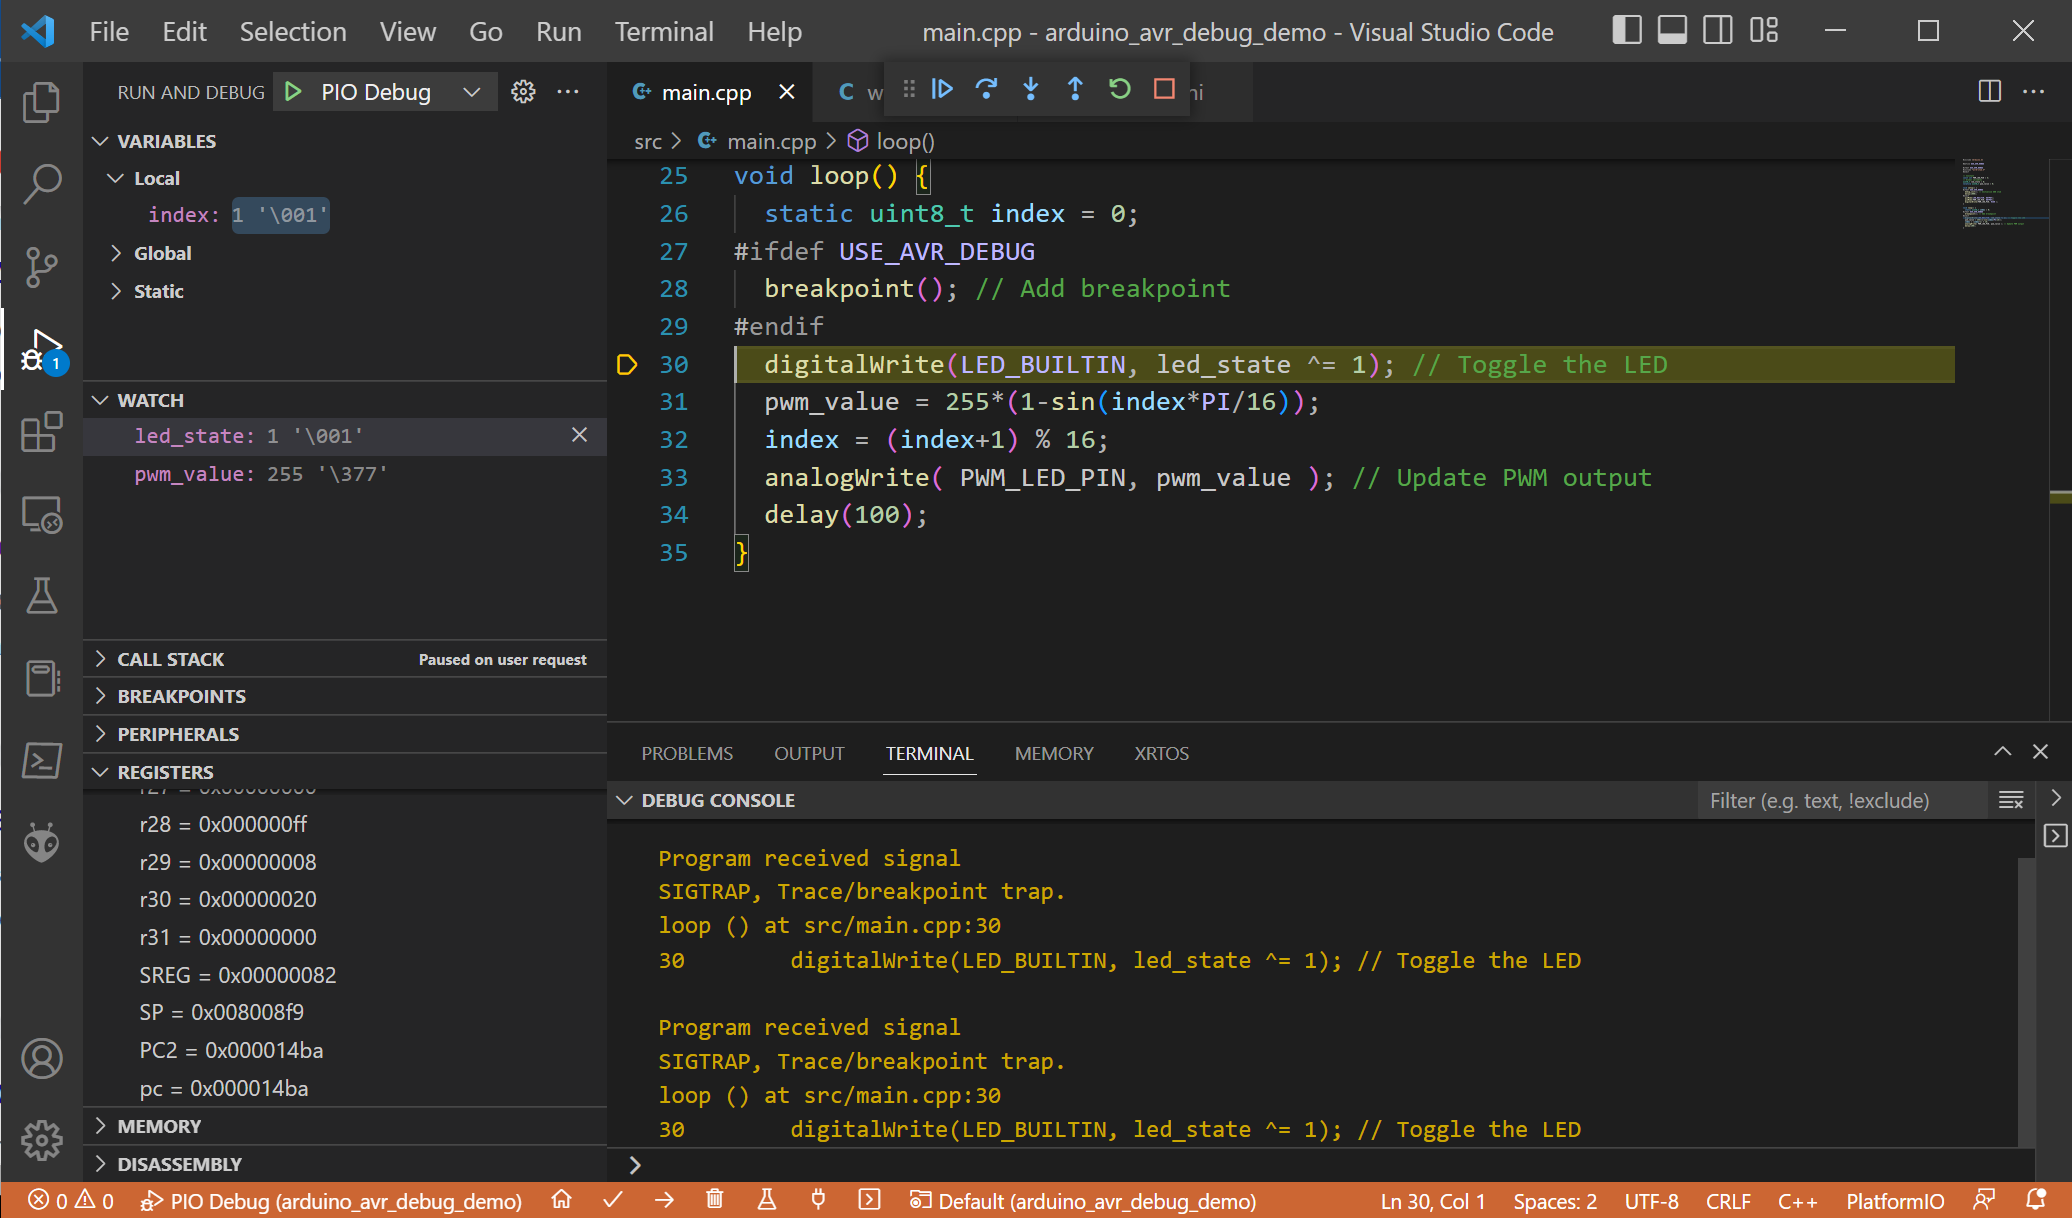 File Edit Selection View Go Run Terminal Help
main.cpp - arduino_avr_debug_demo - Visual Studio Code
RUN AND DEBUG PIO Debug
VARIABLES
Local
index: 1 '\001'
Global
Static
1
WATCH
led_state: 1 '\001'
pwm_value: 255 '\377'
CALL STACK Paused on user request
BREAKPOINTS
PERIPHERALS
REGISTERS
r27 = 0x00000000
r28 = 0x000000ff
r29 = 0x00000008
r30 = 0x00000020
r31 = 0x00000000
SREG = 0x00000082
SP = 0x008008f9
PC2 = 0x000014ba
pc = 0x000014ba
MEMORY
DISASSEMBLY
main.cpp
src > main.cpp > loop()
25 void loop() {
26 static uint8_t index = 0;
27 #ifdef USE_AVR_DEBUG
28 breakpoint(); // Add breakpoint
29 #endif
30 digitalWrite(LED_BUILTIN, led_state ^= 1); // Toggle the LED
31 pwm_value = 255*(1-sin(index*PI/16));
32 index = (index+1) % 16;
33 analogWrite( PWM_LED_PIN, pwm_value ); // Update PWM output
34 delay(100);
35 }
PROBLEMS OUTPUT TERMINAL MEMORY XRTOS
DEBUG CONSOLE Filter (e.g. text, !exclude)
Program received signal
SIGTRAP, Trace/breakpoint trap.
loop () at src/main.cpp:30
30 digitalWrite(LED_BUILTIN, led_state ^= 1); // Toggle the LED
Program received signal
SIGTRAP, Trace/breakpoint trap.
loop () at src/main.cpp:30
30 digitalWrite(LED_BUILTIN, led_state ^= 1); // Toggle the LED
0 0 PIO Debug (arduino_avr_debug_demo) Default (arduino_avr_debug_demo) Ln 30, Col 1 Spaces: 2 UTF-8 CRLF C++ PlatformIO